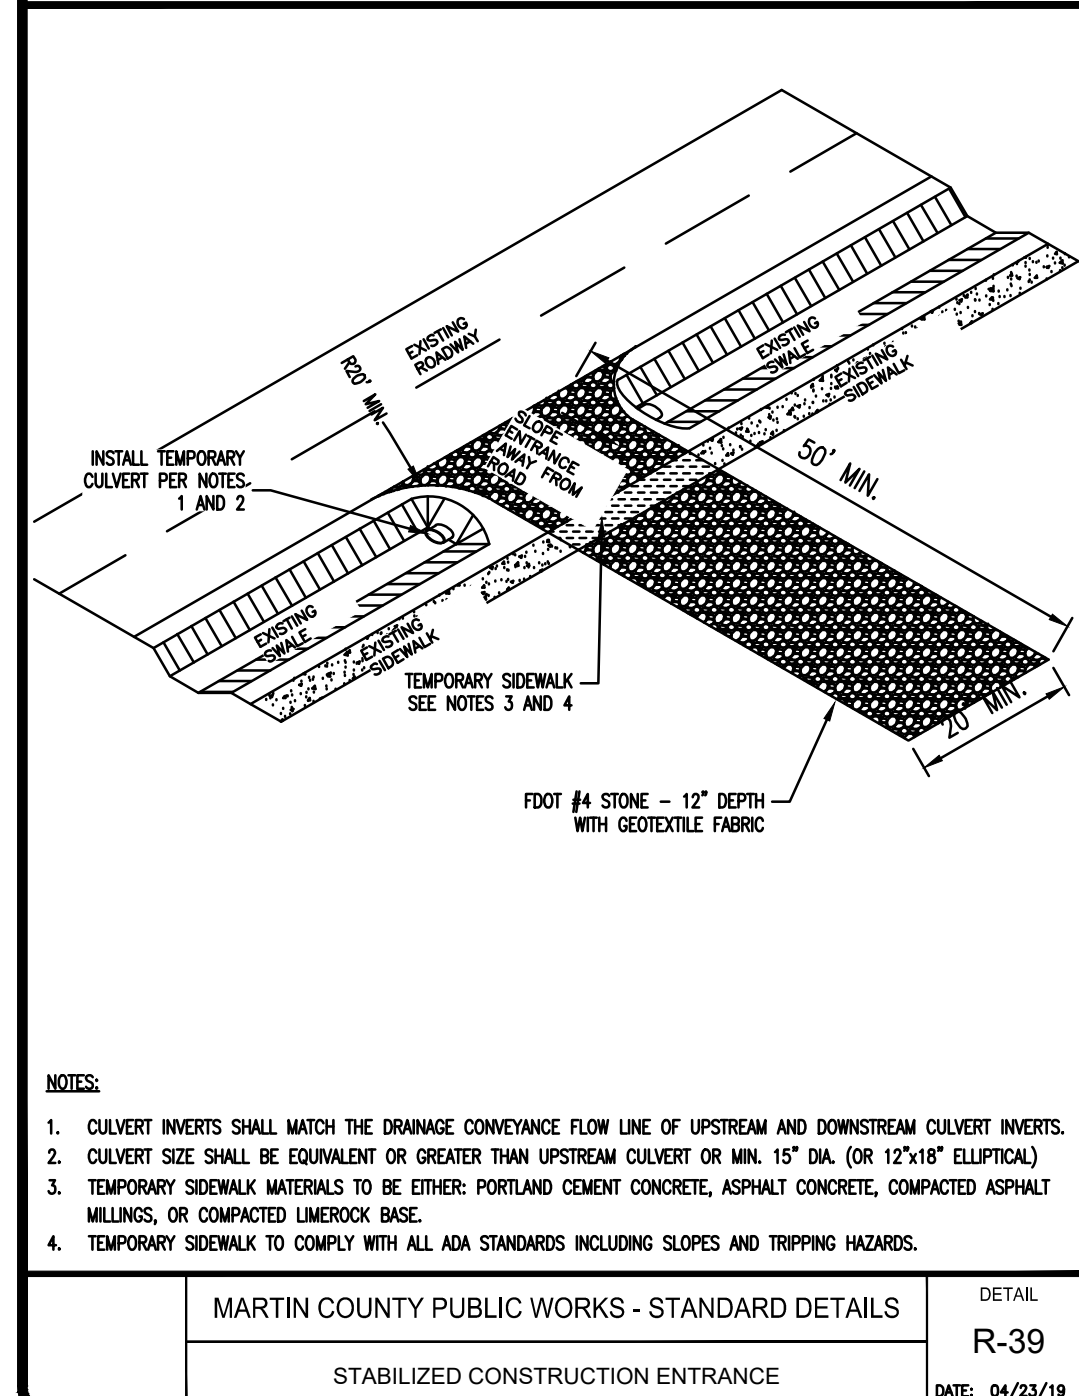 EXISTING
ROADWAY
R20' MIN.
SLOPE
ENTRANCE
AWAY FROM
ROAD
EXISTING
SWALE
EXISTING
SIDEWALK
50' MIN.
INSTALL TEMPORARY
CULVERT PER NOTES
1 AND 2
EXISTING
SWALE
EXISTING
SIDEWALK
TEMPORARY SIDEWALK
SEE NOTES 3 AND 4
20' MIN.
FDOT #4 STONE - 12" DEPTH
WITH GEOTEXTILE FABRIC
NOTES:
1. CULVERT INVERTS SHALL MATCH THE DRAINAGE CONVEYANCE FLOW LINE OF UPSTREAM AND DOWNSTREAM CULVERT INVERTS.
2. CULVERT SIZE SHALL BE EQUIVALENT OR GREATER THAN UPSTREAM CULVERT OR MIN. 15" DIA. (OR 12"x18" ELLIPTICAL)
3. TEMPORARY SIDEWALK MATERIALS TO BE EITHER: PORTLAND CEMENT CONCRETE, ASPHALT CONCRETE, COMPACTED ASPHALT
MILLINGS, OR COMPACTED LIMEROCK BASE.
4. TEMPORARY SIDEWALK TO COMPLY WITH ALL ADA STANDARDS INCLUDING SLOPES AND TRIPPING HAZARDS.
MARTIN COUNTY PUBLIC WORKS - STANDARD DETAILS
STABILIZED CONSTRUCTION ENTRANCE
DETAIL
R-39
DATE: 04/23/19